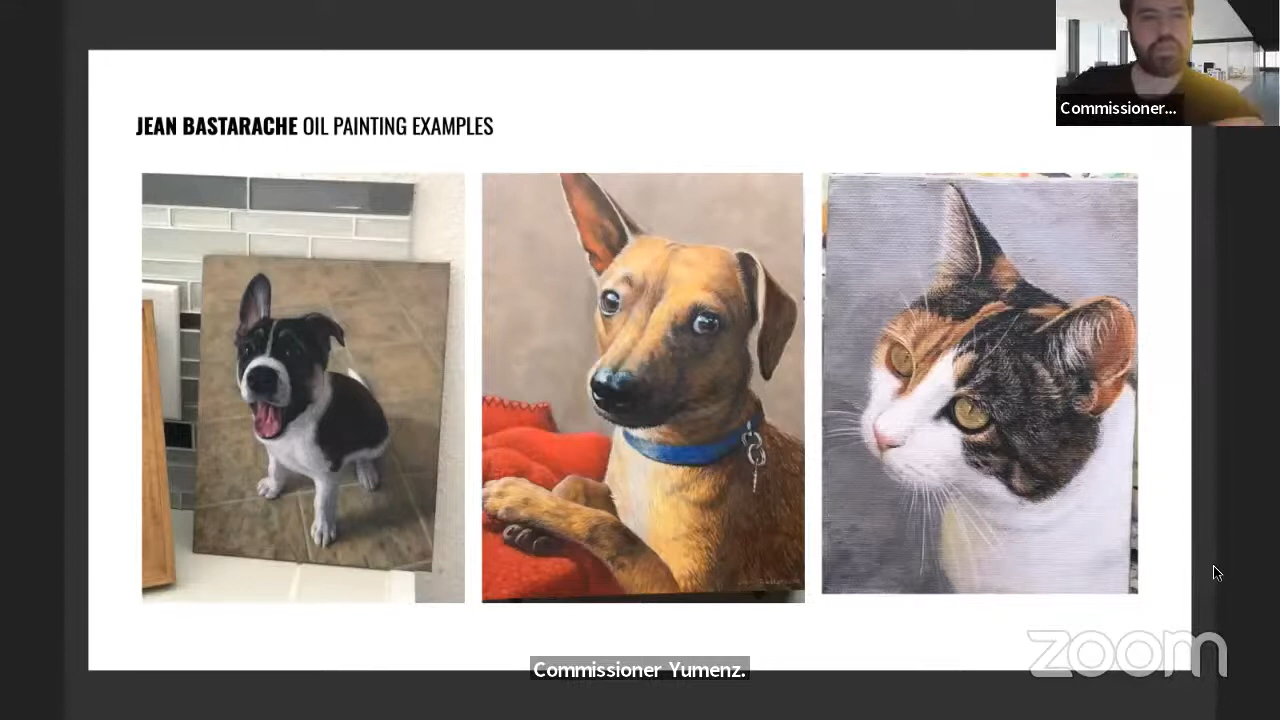 JEAN BASTARACHE OIL PAINTING EXAMPLES
Commissioner...
zoom
Commissioner Yumenz.